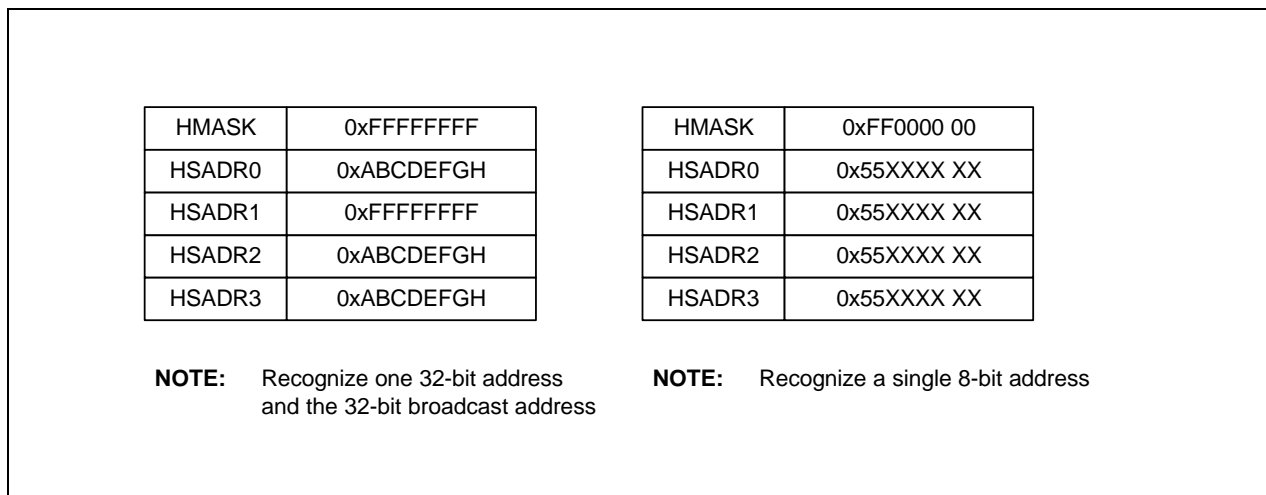 HMASK 0xFFFFFFFF
HSADR0 0xABCDEFGH
HSADR1 0xFFFFFFFF
HSADR2 0xABCDEFGH
HSADR3 0xABCDEFGH
NOTE: Recognize one 32-bit address
and the 32-bit broadcast address
HMASK 0xFF0000 00
HSADR0 0x55XXXX XX
HSADR1 0x55XXXX XX
HSADR2 0x55XXXX XX
HSADR3 0x55XXXX XX
NOTE: Recognize a single 8-bit address